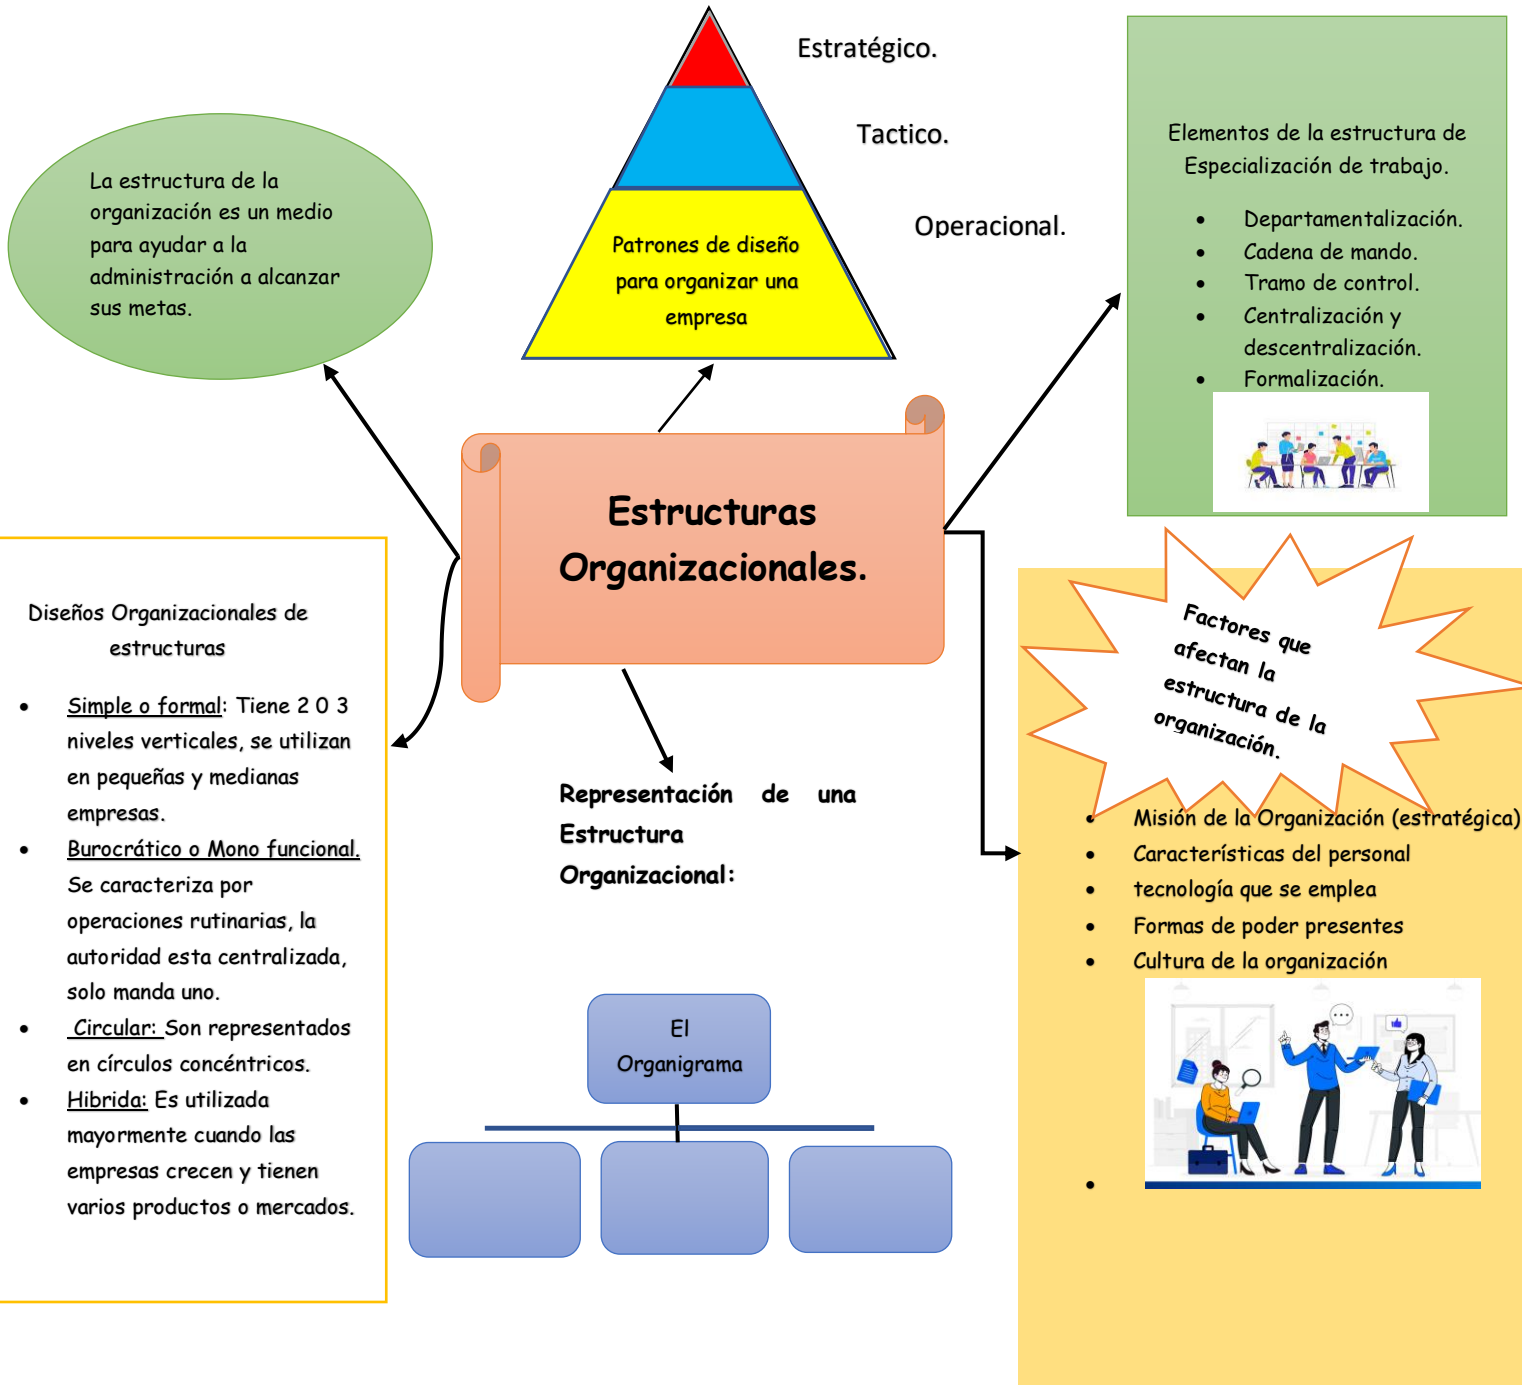 Estratégico.
Tactico.
Operacional.
Patrones de diseño
para organizar una
empresa
La estructura de la
organización es un medio
para ayudar a la
administración a alcanzar
sus metas.
Elementos de la estructura de
Especialización de trabajo.
• Departamentalización.
• Cadena de mando.
• Tramo de control.
• Centralización y
descentralización.
• Formalización.
Estructuras
Organizacionales.
Diseños Organizacionales de
estructuras
• Simple o formal: Tiene 2 0 3
niveles verticales, se utilizan
en pequeñas y medianas
empresas.
• Burocrático o Mono funcional.
Se caracteriza por
operaciones rutinarias, la
autoridad esta centralizada,
solo manda uno.
• Circular: Son representados
en círculos concéntricos.
• Hibrida: Es utilizada
mayormente cuando las
empresas crecen y tienen
varios productos o mercados.
Representación de una
Estructura
Organizacional:
El
Organigrama
Factores que
afectan la
estructura de la
organización.
• Misión de la Organización (estratégica)
• Características del personal
• tecnología que se emplea
• Formas de poder presentes
• Cultura de la organización
•